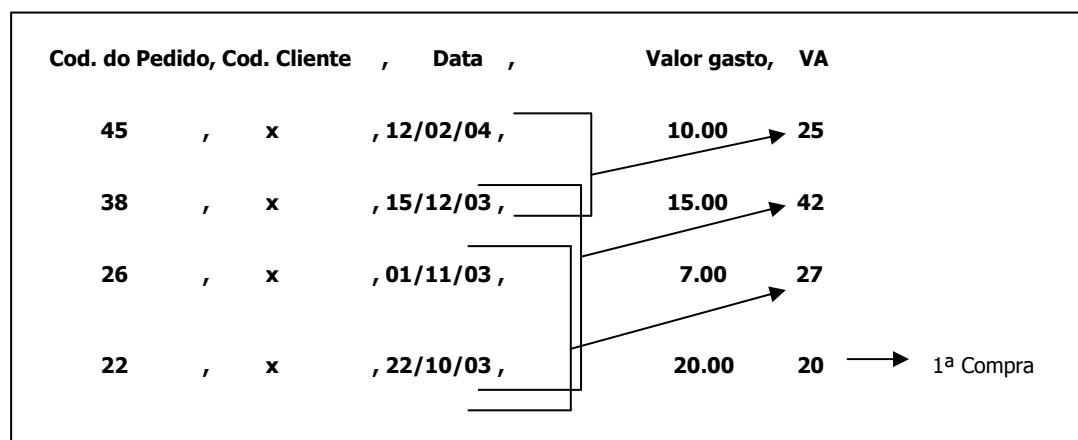 Cod. do Pedido, Cod. Cliente , Data , Valor gasto, VA
45 , x , 12/02/04 , 10.00 25
38 , x , 15/12/03 , 15.00 42
26 , x , 01/11/03 , 7.00 27
22 , x , 22/10/03 , 20.00 20 1ª Compra